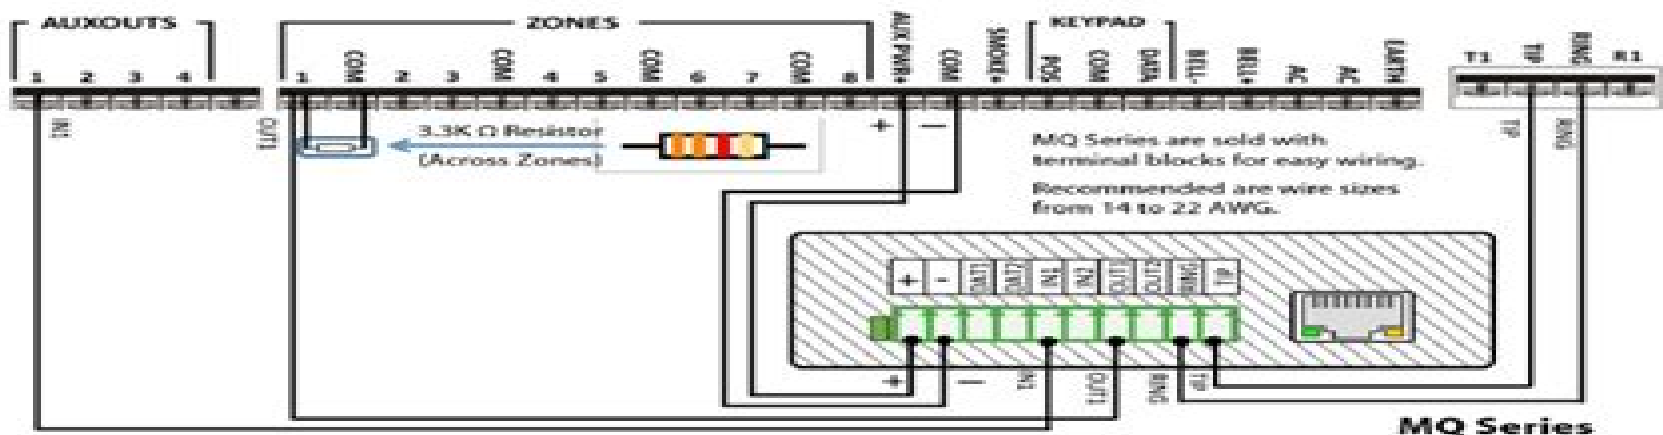 AUXOUTS
ZONES
KEYPAD
1 2 3 4
1 COM 2 3 COM 4 5 COM 6 7 COM 8 AUX PWR+ COM SMOKE+ POS COM DATA BELL- BELL+ AC AC EARTH
T1 TIP RING R1
IN1
OUT1
+ —
TIP
RING
3.3K Ω Resistor
(Across Zones)
MQ Series are sold with
terminal blocks for easy wiring.
Recommended are wire sizes
from 14 to 22 AWG.
+ - DAT1 DAT2 IN1 IN2 OUT1 OUT2 RING TIP
+ — IN1 OUT1 RING TIP
MQ Series